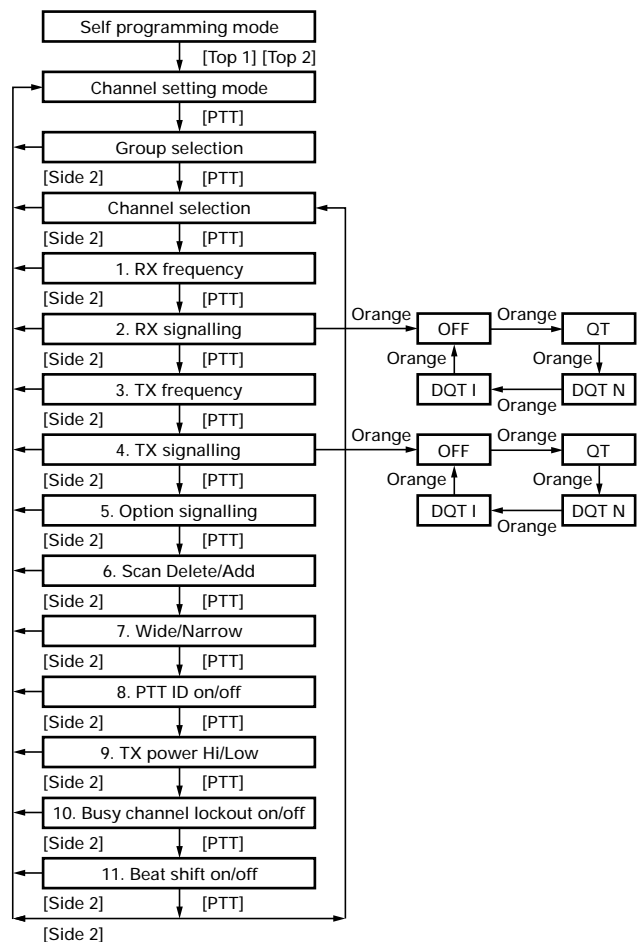 Self programming mode
[Top 1] [Top 2]
Channel setting mode
[PTT]
Group selection
[Side 2] [PTT]
Channel selection
[Side 2] [PTT]
1. RX frequency
[Side 2] [PTT]
2. RX signalling
Orange OFF Orange QT
Orange Orange
DQT I Orange DQT N
[Side 2] [PTT]
3. TX frequency
[Side 2] [PTT]
4. TX signalling
Orange OFF Orange QT
Orange Orange
DQT I Orange DQT N
[Side 2] [PTT]
5. Option signalling
[Side 2] [PTT]
6. Scan Delete/Add
[Side 2] [PTT]
7. Wide/Narrow
[Side 2] [PTT]
8. PTT ID on/off
[Side 2] [PTT]
9. TX power Hi/Low
[Side 2] [PTT]
10. Busy channel lockout on/off
[Side 2] [PTT]
11. Beat shift on/off
[Side 2] [PTT]
[Side 2]